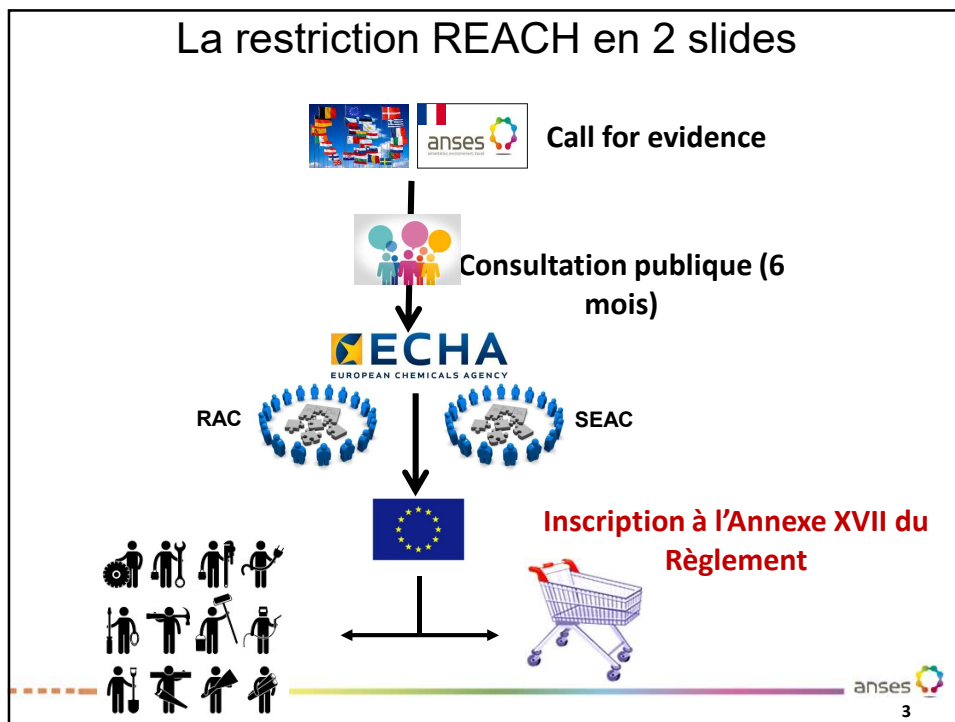 La restriction REACH en 2 slides
anses
Call for evidence
Consultation publique (6
mois)
ECHA
EUROPEAN CHEMICALS AGENCY
RAC
SEAC
Inscription à l'Annexe XVII du
Règlement
anses
3